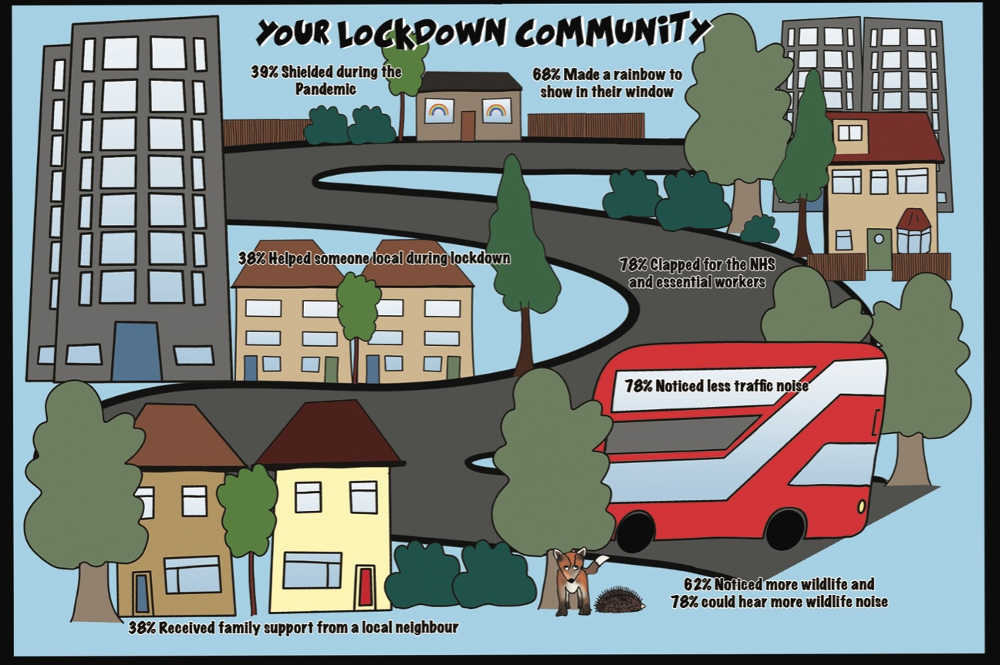 YOUR LOCKDOWN COMMUNITY
39% Shielded during the
Pandemic
68% Made a rainbow to
show in their window
38% Helped someone local during lockdown
78% Clapped for the NHS
and essential workers
78% Noticed less traffic noise
62% Noticed more wildlife and
78% could hear more wildlife noise
38% Received family support from a local neighbour